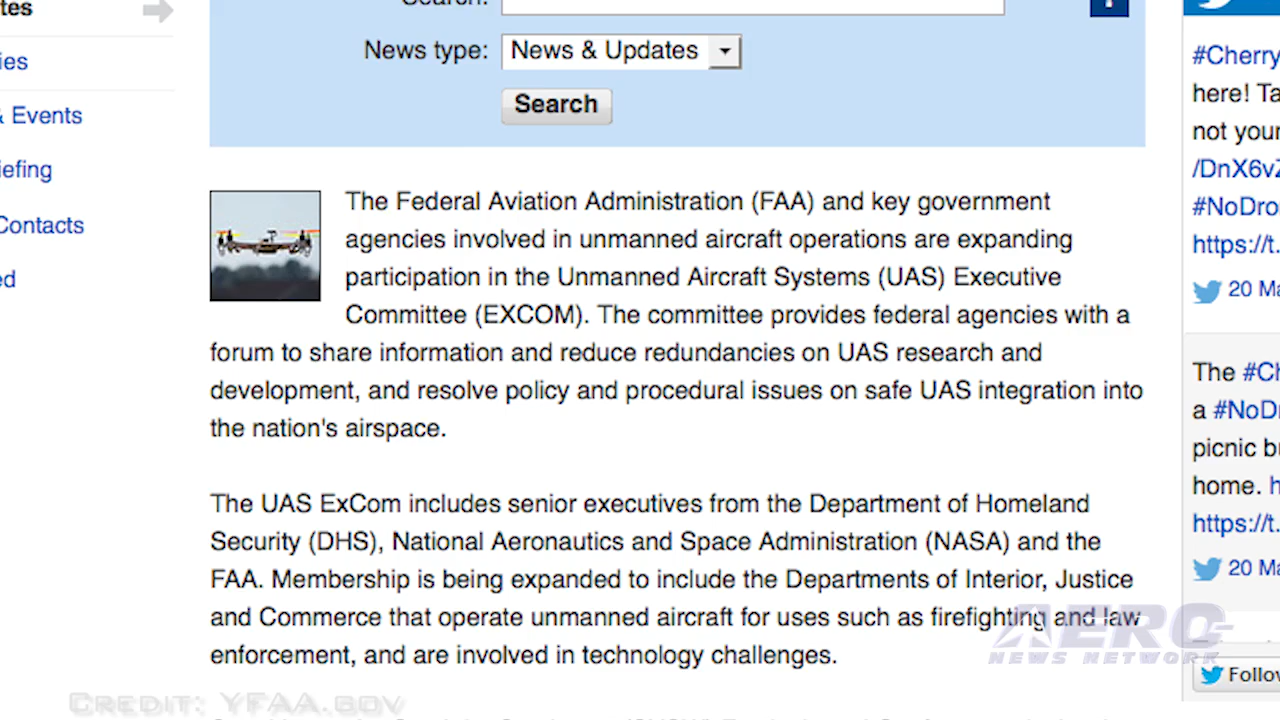 Search:
News type: News & Updates
Search
& Events
Contacts
The Federal Aviation Administration (FAA) and key government
agencies involved in unmanned aircraft operations are expanding
participation in the Unmanned Aircraft Systems (UAS) Executive
Committee (EXCOM). The committee provides federal agencies with a
forum to share information and reduce redundancies on UAS research and
development, and resolve policy and procedural issues on safe UAS integration into
the nation's airspace.
The UAS ExCom includes senior executives from the Department of Homeland
Security (DHS), National Aeronautics and Space Administration (NASA) and the
FAA. Membership is being expanded to include the Departments of Interior, Justice
and Commerce that operate unmanned aircraft for uses such as firefighting and law
enforcement, and are involved in technology challenges.
#Cherry
here! Ta
not your
/DnX6vZ
#NoDro
https://t.
20 Ma
The #Ch
a #NoDr
picnic bu
home. h
https://t.
20 Ma
Follow
AERO
NEWS NETWORK
Credit: YFAA.gov